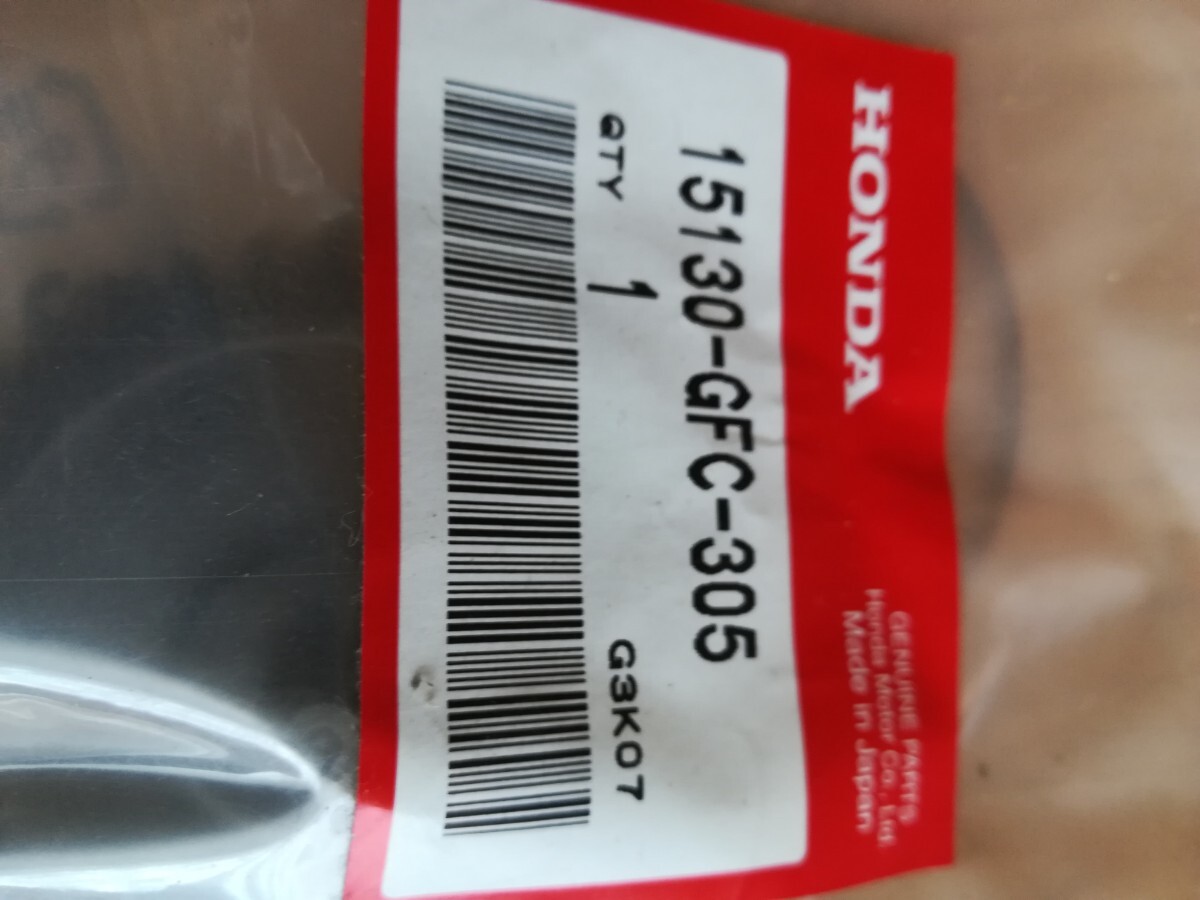 HONDA
GENUINE PARTS
Honda Motor Co., Ltd.
Made in Japan
15130-GFC-305
QTY 1 G3K07